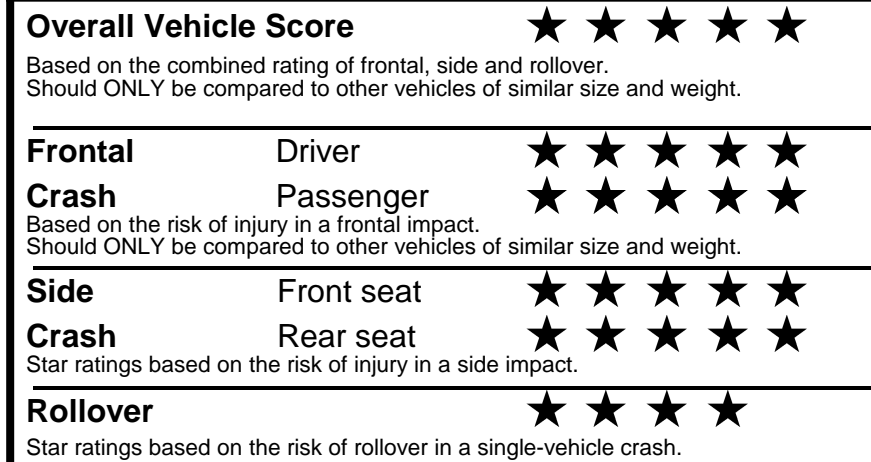 Overall Vehicle Score ★ ★ ★ ★ ★
Based on the combined rating of frontal, side and rollover.
Should ONLY be compared to other vehicles of similar size and weight.
Frontal Driver ★ ★ ★ ★ ★
Crash Passenger ★ ★ ★ ★ ★
Based on the risk of injury in a frontal impact.
Should ONLY be compared to other vehicles of similar size and weight.
Side Front seat ★ ★ ★ ★ ★
Crash Rear seat ★ ★ ★ ★ ★
Star ratings based on the risk of injury in a side impact.
Rollover ★ ★ ★ ★
Star ratings based on the risk of rollover in a single-vehicle crash.